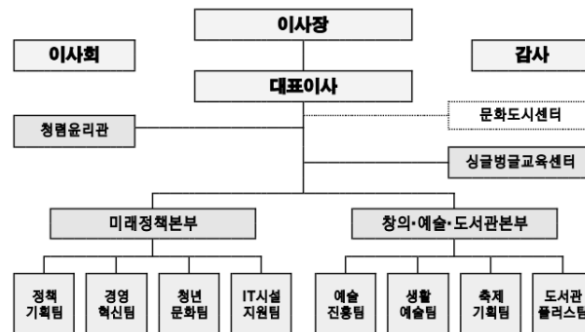 이사장
이사회
감사
대표이사
문화도시센터
청렴윤리관
싱글벙글교육센터
미래정책본부
창의·예술·도서관본부
정책
기획팀
경영
혁신팀
청년
문화팀
IT시설
지원팀
예술
진흥팀
생활
예술팀
축제
기획팀
도서관
플러스팀